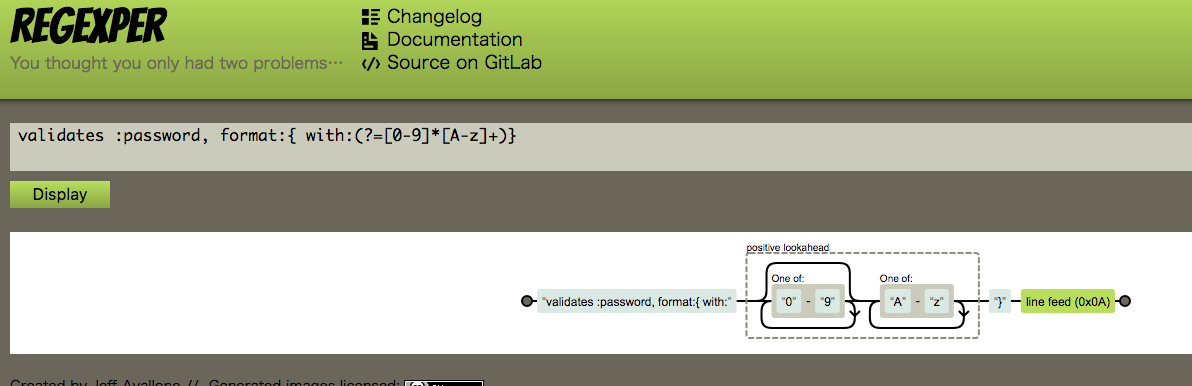 REGEXPER
You thought you only had two problems…
Changelog
Documentation
Source on GitLab
validates :password, format:{ with:(?=[0-9]*[A-z]+)}
Display
positive lookahead
One of:
One of:
"validates :password, format:{ with:"
"0" - "9"
"A" - "z"
"}"
line feed (0x0A)
Created by Jeff Avallone // Generated images licensed: